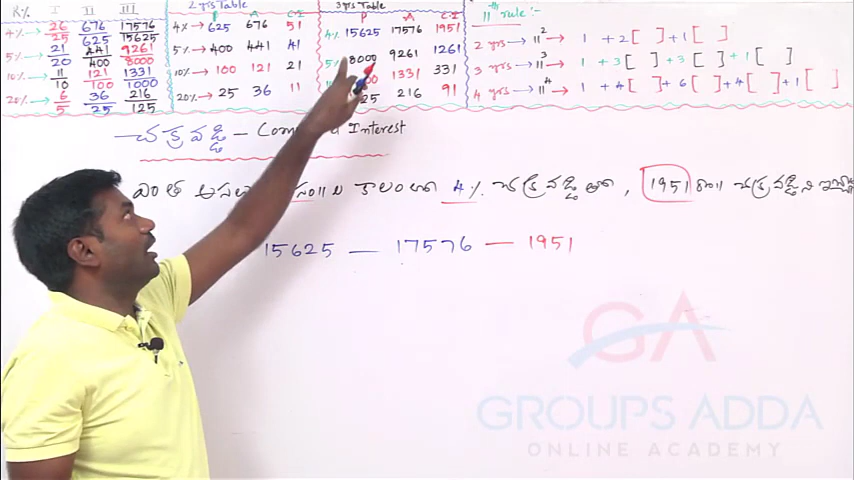 R% I II III
4% → 26/25 676/625 17576/15625
5% → 21/20 441/400 9261/8000
10% → 11/10 121/100 1331/1000
20% → 6/5 36/25 216/125
2 yrs Table
P A C.I
4% → 625 676 51
5% → 400 441 41
10% → 100 121 21
20% → 25 36 11
3yrs Table
P A C.I
4% 15625 17576 1951
5% 8000 9261 1261
1331 331
25 216 91
11th rule :-
2 yrs → 11² → 1 + 2[ ] + 1[ ]
3 yrs → 11³ → 1 + 3[ ] + 3[ ] + 1[ ]
4 yrs → 11⁴ → 1 + 4[ ] + 6[ ] + 4[ ] + 1[ ]
చక్రవడ్డీ – Com d Interest
ఎంత కాలంలో 4% చక్రవడ్డీ తో, 1951 రూ॥ చక్రవడ్డీని
15625 — 17576 — 1951
GA
GROUPS ADDA
ONLINE ACADEMY